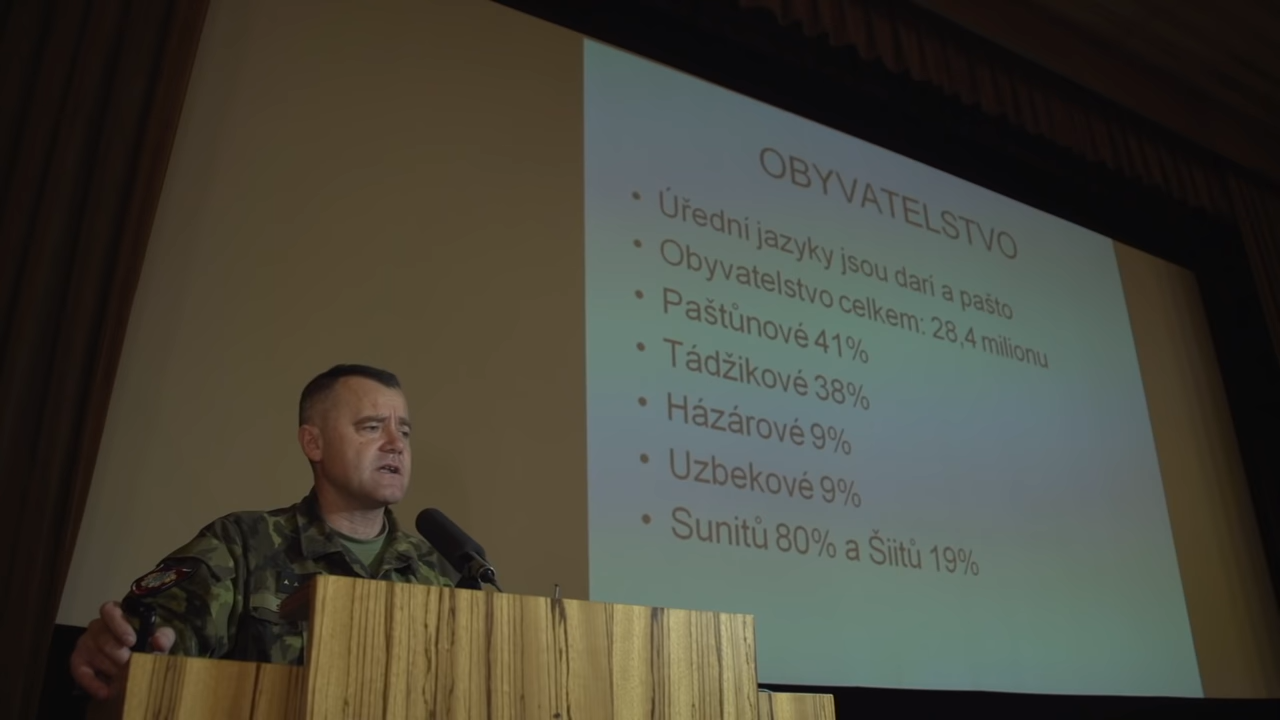 OBYVATELSTVO
• Úřední jazyky jsou darí a pašto
• Obyvatelstvo celkem: 28,4 milionu
• Paštůnové 41%
• Tádžikové 38%
• Házárové 9%
• Uzbekové 9%
• Sunitů 80% a Šiitů 19%